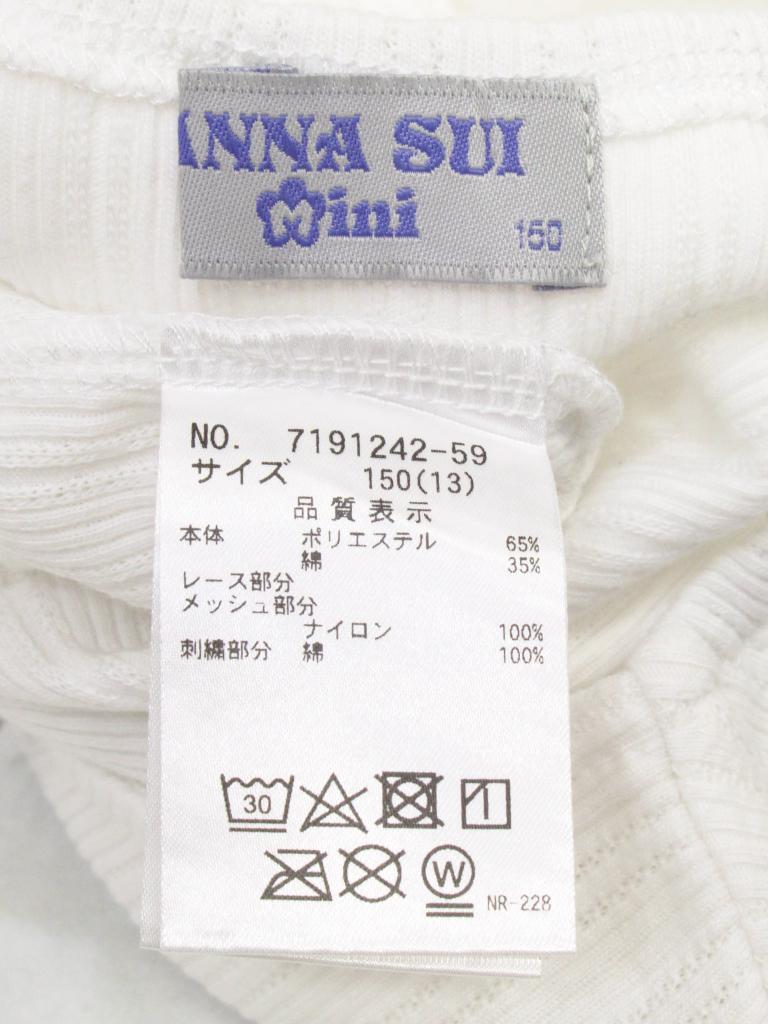 ANNA SUI
Mini
150
NO. 7191242-59
サイズ 150(13)
品質表示
本体 ポリエステル 65%
綿 35%
レース部分
メッシュ部分
ナイロン 100%
刺繍部分 綿 100%
30
W
NR-228